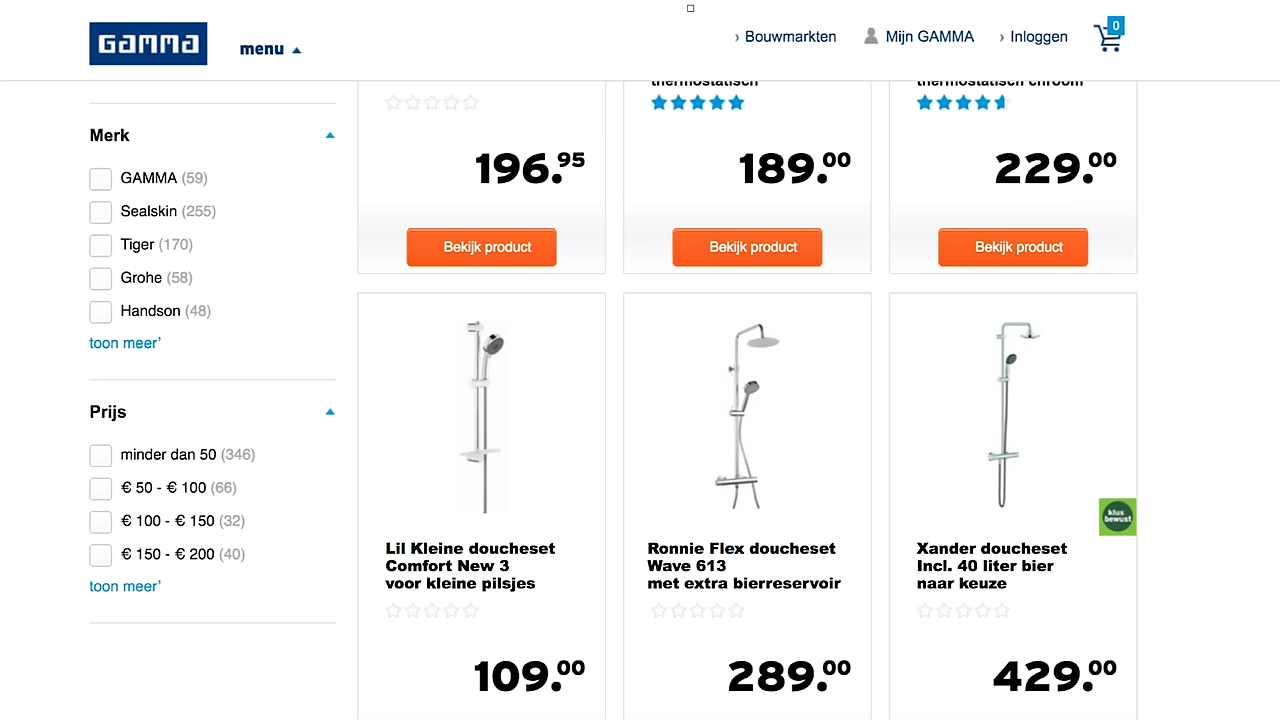 GAMMA
menu
› Bouwmarkten
Mijn GAMMA
› Inloggen
0
thermostatisch
thermostatisch chroom
Merk
GAMMA (59)
Sealskin (255)
Tiger (170)
Grohe (58)
Handson (48)
toon meer’
Prijs
minder dan 50 (346)
€ 50 - € 100 (66)
€ 100 - € 150 (32)
€ 150 - € 200 (40)
toon meer’
196.95
189.00
229.00
Bekijk product
Bekijk product
Bekijk product
klus
bewust
Lil Kleine doucheset
Comfort New 3
voor kleine pilsjes
Ronnie Flex doucheset
Wave 613
met extra bierreservoir
Xander doucheset
Incl. 40 liter bier
naar keuze
109.00
289.00
429.00